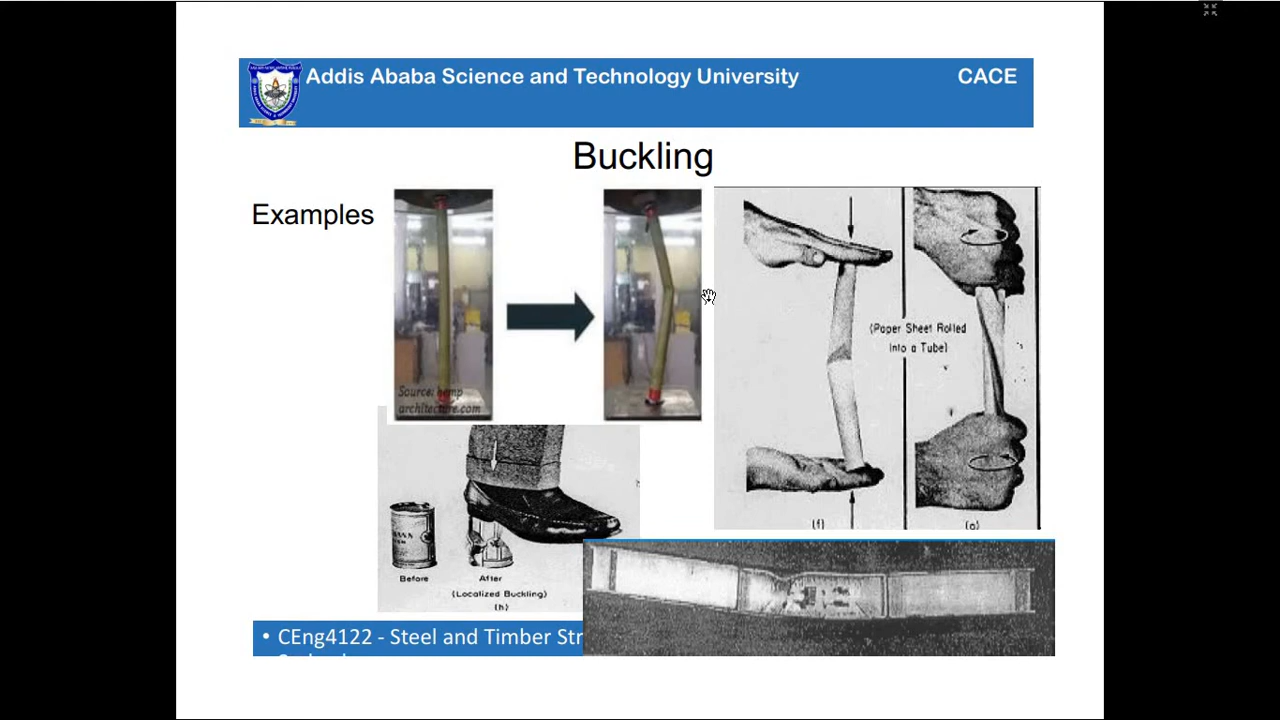 Addis Ababa Science and Technology University
CACE
Buckling
Examples
Source: hemp
architecture.com
(Paper Sheet Rolled
into a Tube)
(f)
Before
After
(Localized Buckling)
(h)
• CEng4122 - Steel and Timber Str